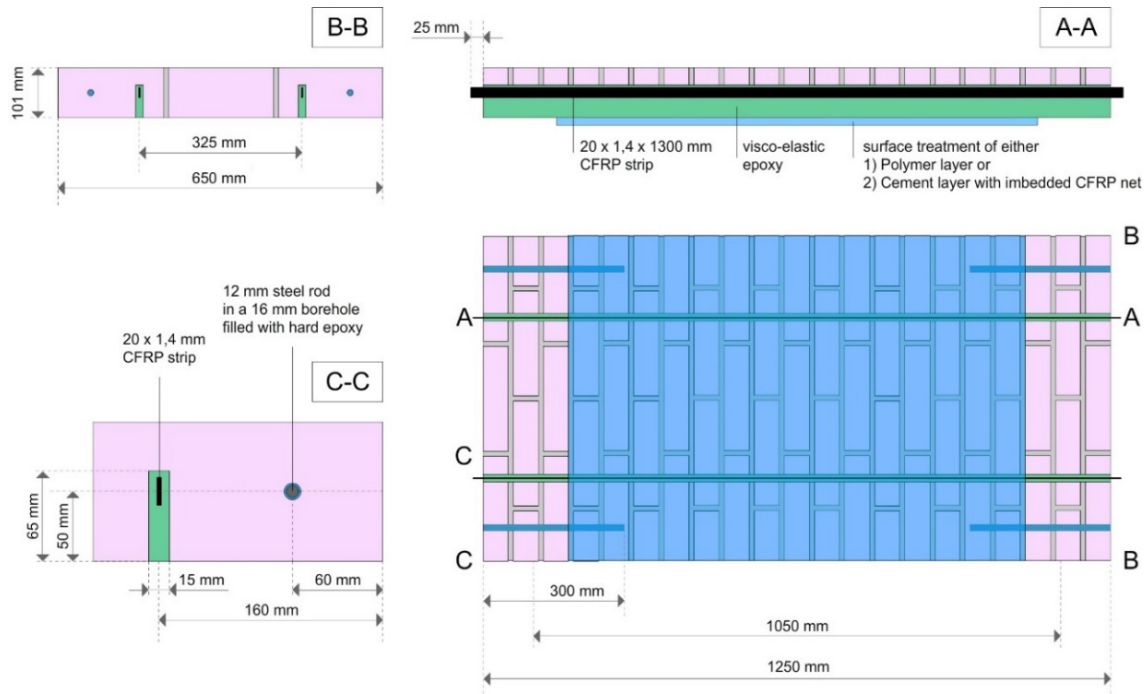 B-B
101 mm
325 mm
650 mm
25 mm
A-A
20 x 1,4 x 1300 mm
CFRP strip
visco-elastic
epoxy
surface treatment of either
1) Polymer layer or
2) Cement layer with imbedded CFRP net
12 mm steel rod
in a 16 mm borehole
filled with hard epoxy
20 x 1,4 mm
CFRP strip
C-C
65 mm
50 mm
15 mm
60 mm
160 mm
B
A
A
C
C
B
300 mm
1050 mm
1250 mm